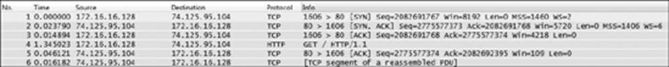 No. Time Source Destination Protocol Info
1 0.000000 172.16.16.128 74.125.95.104 TCP 1606 > 80 [SYN] Seq=2082691767 Win=8192 Len=0 MSS=1460 WS=2
2 0.023790 74.125.95.104 172.16.16.128 TCP 80 > 1606 [SYN, ACK] Seq=2775577373 Ack=2082691768 Win=5720 Len=0 MSS=1406 WS=6
3 0.014894 172.16.16.128 74.125.95.104 TCP 1606 > 80 [ACK] Seq=2082691768 Ack=2775577374 Win=4218 Len=0
4 1.345023 172.16.16.128 74.125.95.104 HTTP GET / HTTP/1.1
5 0.046121 74.125.95.104 172.16.16.128 TCP 80 > 1606 [ACK] Seq=2775577374 Ack=2082692395 Win=109 Len=0
6 0.016182 74.125.95.104 172.16.16.128 TCP [TCP segment of a reassembled PDU]